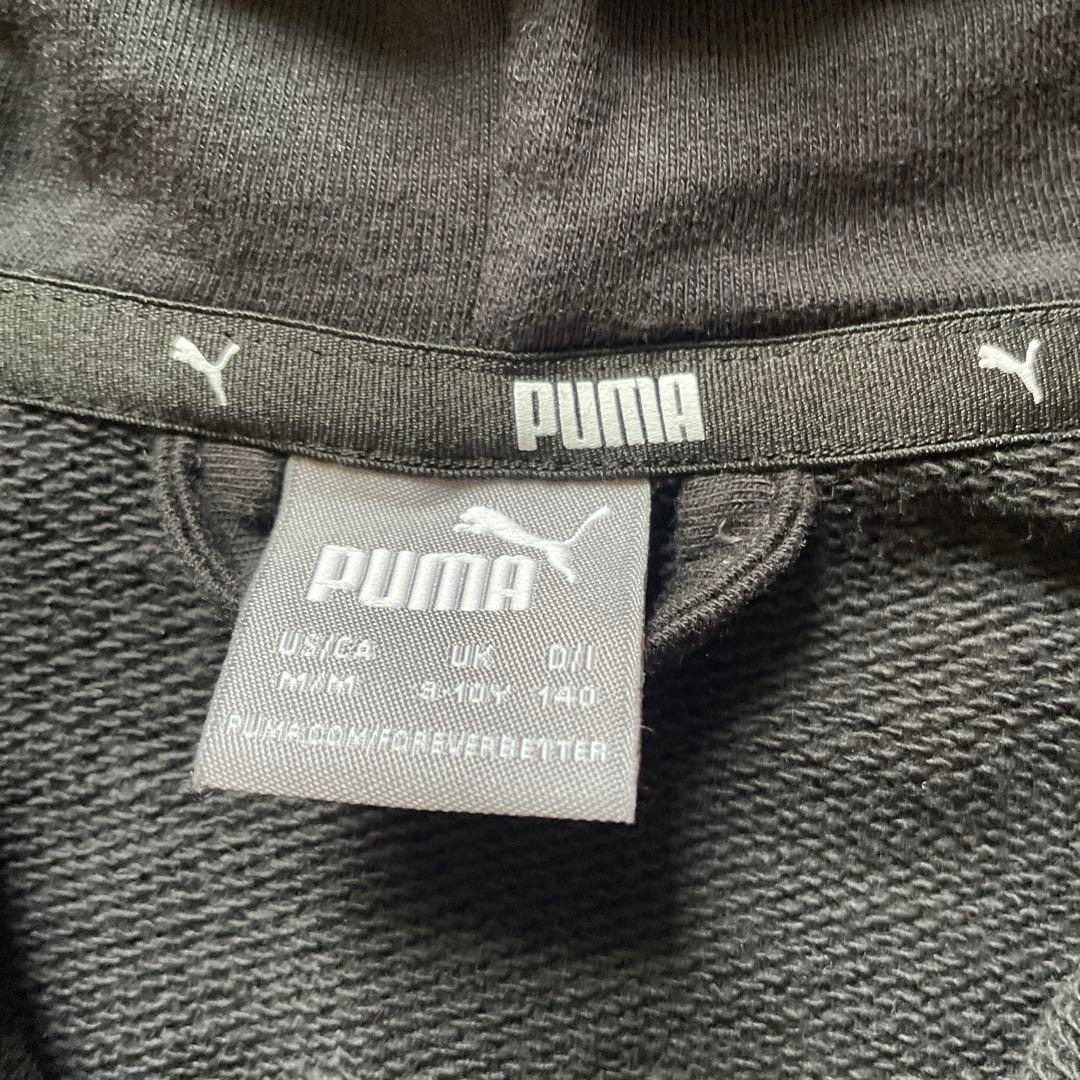 PUMA
PUMA
US/CA UK D/I
M/M 9-10Y 140
PUMA.COM/FOREVERBETTER